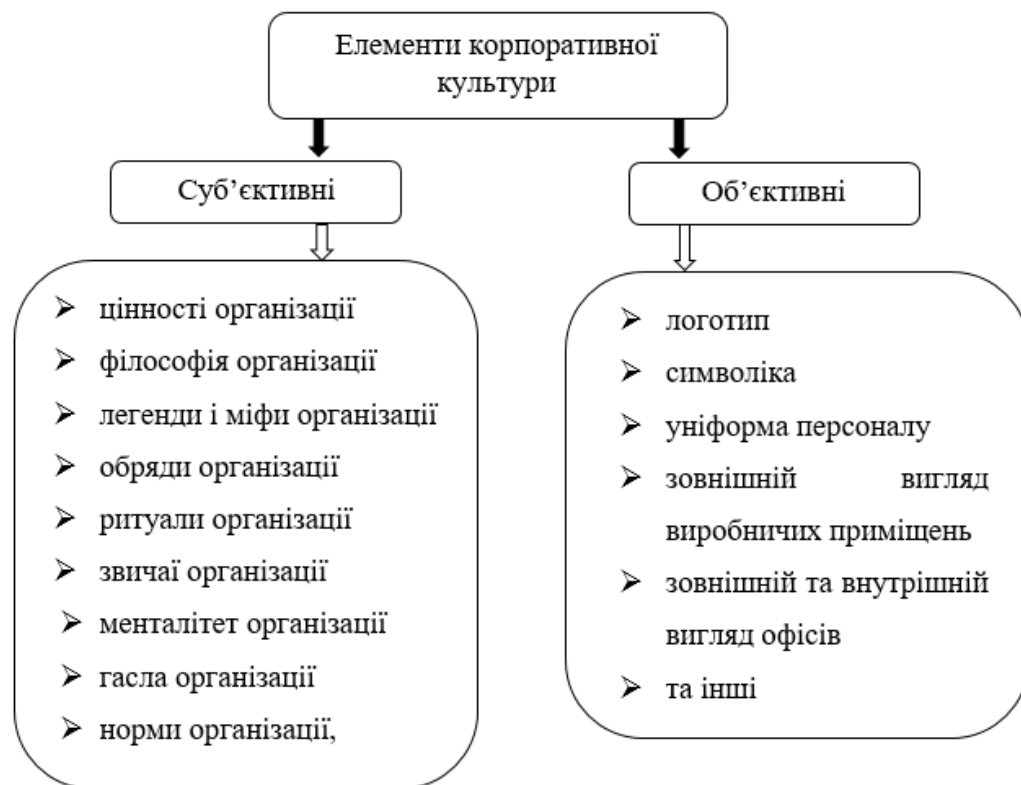 Елементи корпоративної
культури
Суб’єктивні
Об’єктивні
цінності організації
філософія організації
легенди і міфи організації
обряди організації
ритуали організації
звичаї організації
менталітет організації
гасла організації
норми організації,
логотип
символіка
уніформа персоналу
зовнішній вигляд
виробничих приміщень
зовнішній та внутрішній
вигляд офісів
та інші